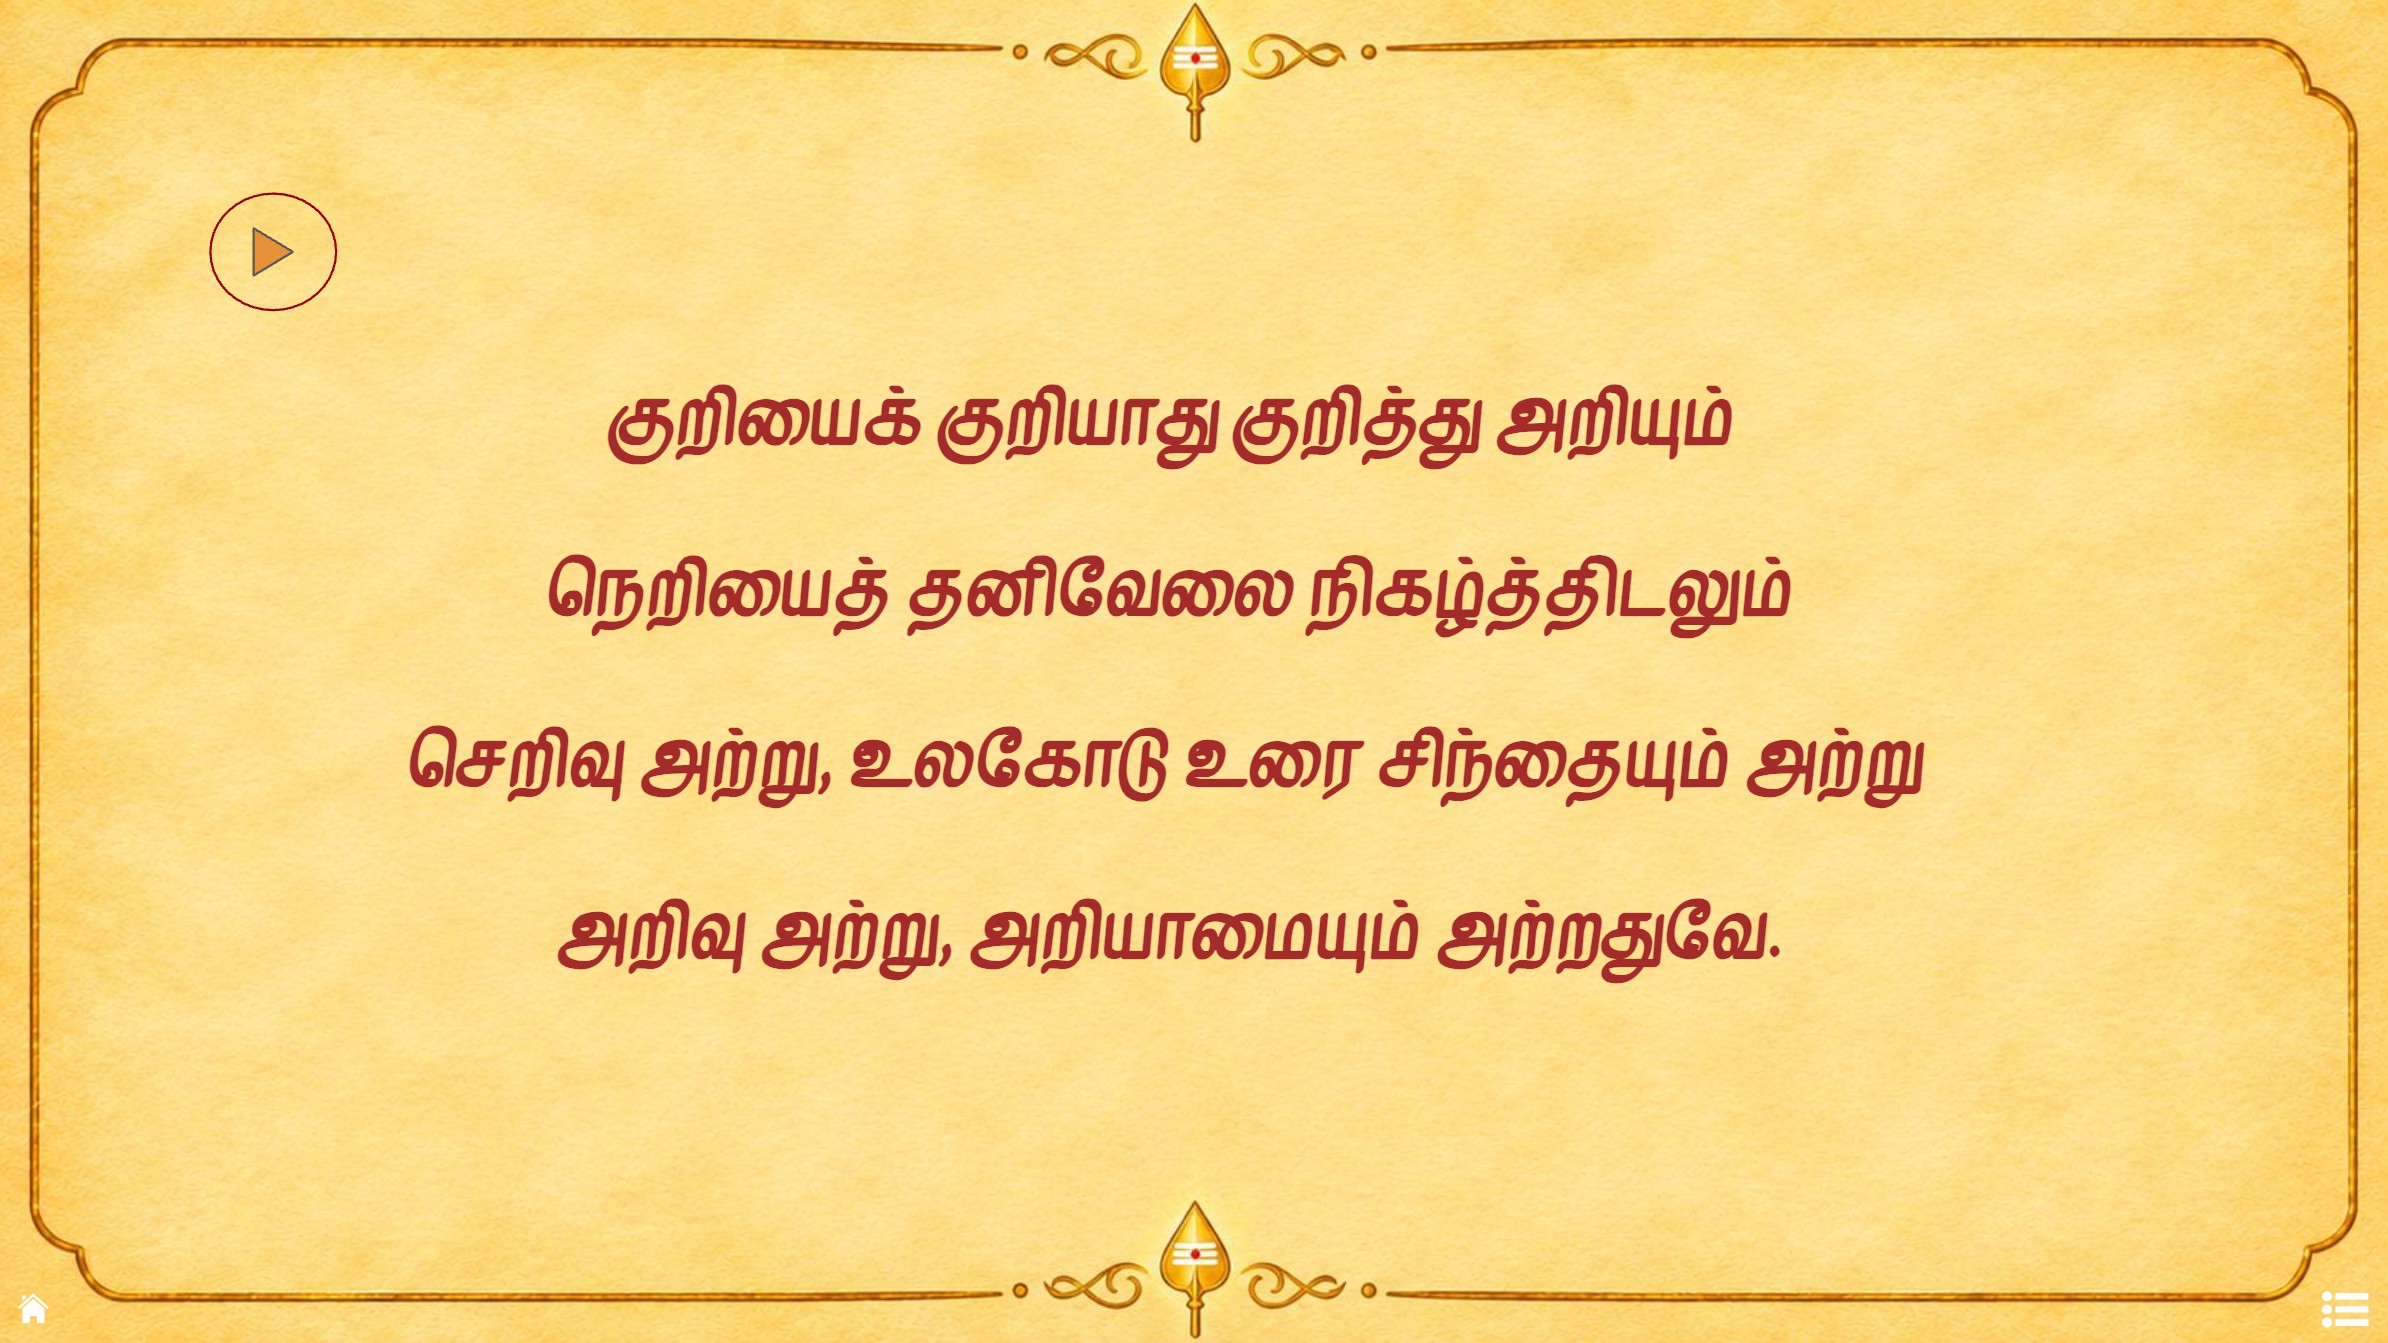 குறியைக் குறியாது குறித்து அறியும்
நெறியைத் தனிவேலை நிகழ்த்திடலும்
செறிவு அற்று, உலகோடு உரை சிந்தையும் அற்று
அறிவு அற்று, அறியாமையும் அற்றதுவே.